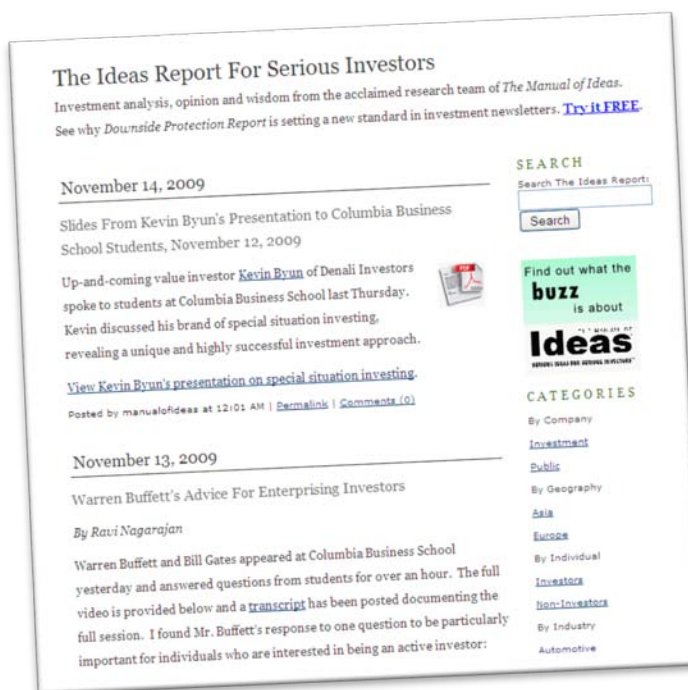 The Ideas Report For Serious Investors
Investment analysis, opinion and wisdom from the acclaimed research team of The Manual of Ideas.
See why Downside Protection Report is setting a new standard in investment newsletters. Try it FREE.
November 14, 2009
Slides From Kevin Byun's Presentation to Columbia Business
School Students, November 12, 2009
Up-and-coming value investor Kevin Byun of Denali Investors
spoke to students at Columbia Business School last Thursday.
Kevin discussed his brand of special situation investing,
revealing a unique and highly successful investment approach.
PDF
View Kevin Byun's presentation on special situation investing.
Posted by manualofideas at 12:01 AM | Permalink | Comments (0)
November 13, 2009
Warren Buffett's Advice For Enterprising Investors
By Ravi Nagarajan
Warren Buffett and Bill Gates appeared at Columbia Business School
yesterday and answered questions from students for over an hour. The full
video is provided below and a transcript has been posted documenting the
full session. I found Mr. Buffett's response to one question to be particularly
important for individuals who are interested in being an active investor:
SEARCH
Search The Ideas Report:
Search
Find out what the
buzz
is about
Ideas
CATEGORIES
By Company
Investment
Public
By Geography
Asia
Europe
By Individual
Investors
Non-Investors
By Industry
Automotive